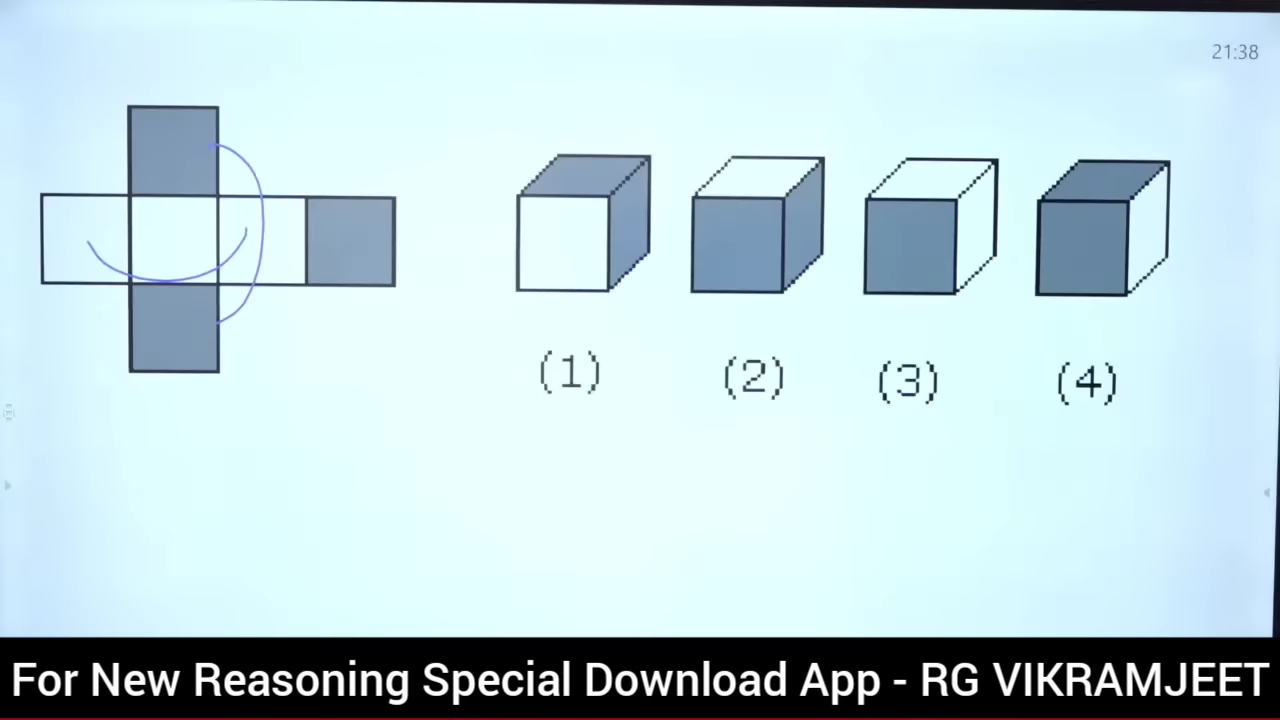 21:38
(1) (2) (3) (4)
For New Reasoning Special Download App - RG VIKRAMJEET